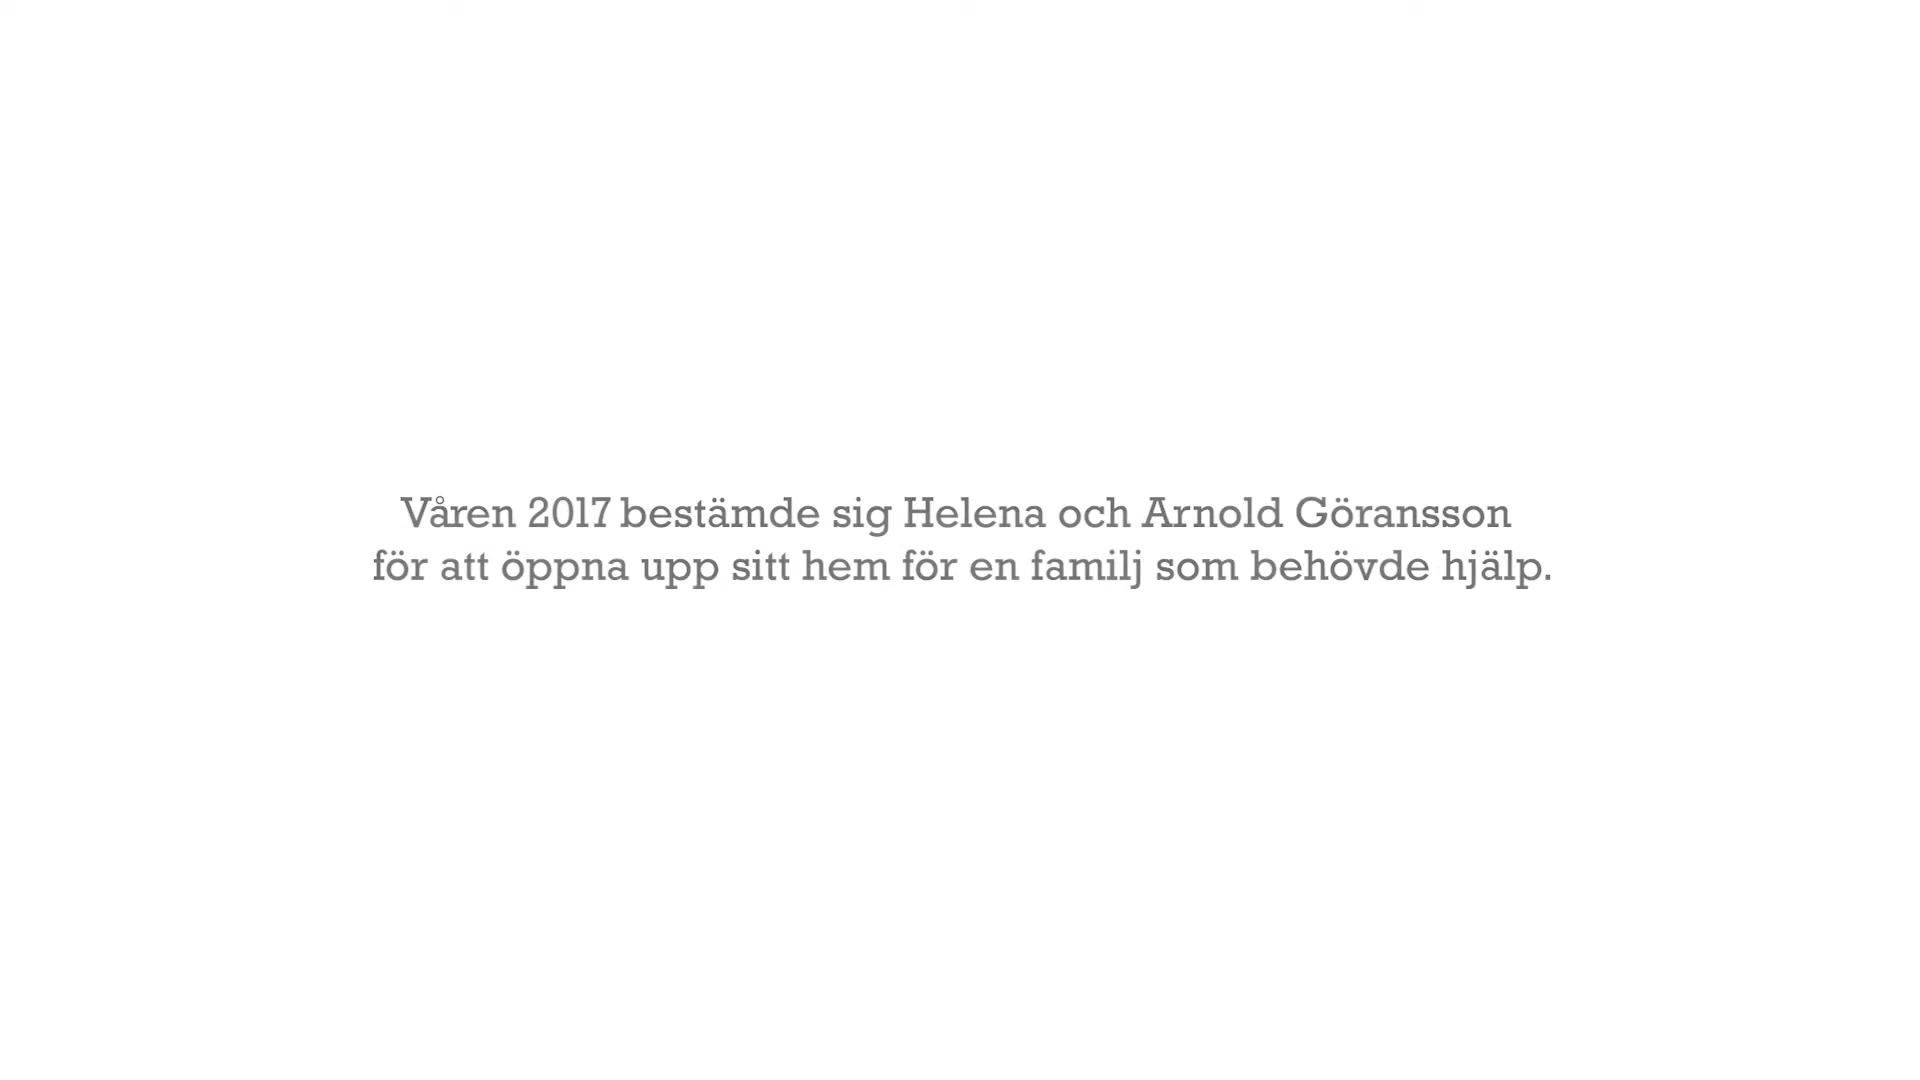 Våren 2017 bestämde sig Helena och Arnold Göransson
för att öppna upp sitt hem för en familj som behövde hjälp.